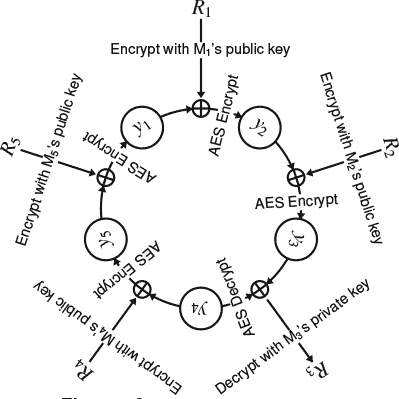 R1
Encrypt with M1's public key
y1
AES Encrypt
y2
R5
Encrypt with M5's public key
AES Encrypt
Encrypt with M2's public key
R2
AES Encrypt
y5
y3
AES Encrypt
y4
AES Decrypt
Encrypt with M4's public key
R4
Decrypt with M3's private key
R3